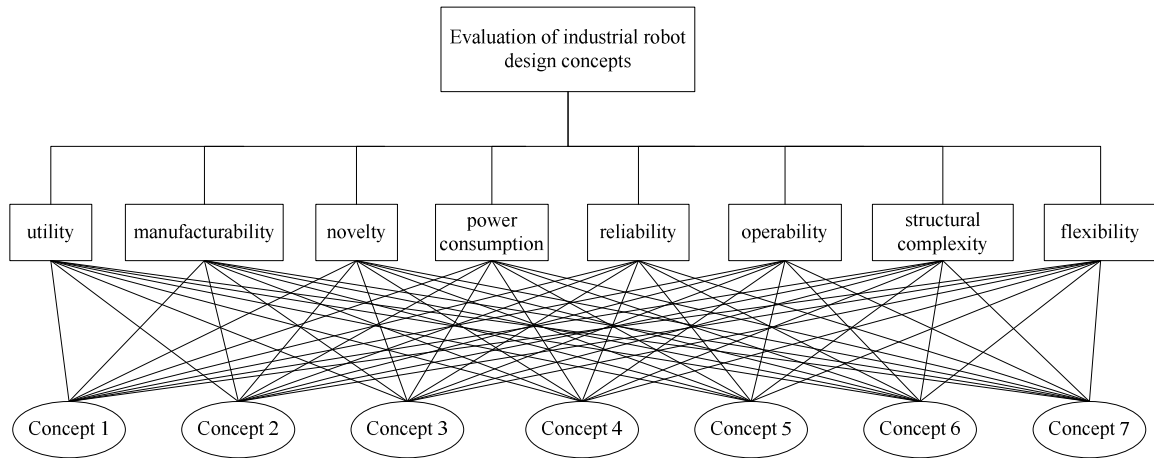 Evaluation of industrial robot
design concepts
utility
manufacturability
novelty
power
consumption
reliability
operability
structural
complexity
flexibility
Concept 1
Concept 2
Concept 3
Concept 4
Concept 5
Concept 6
Concept 7